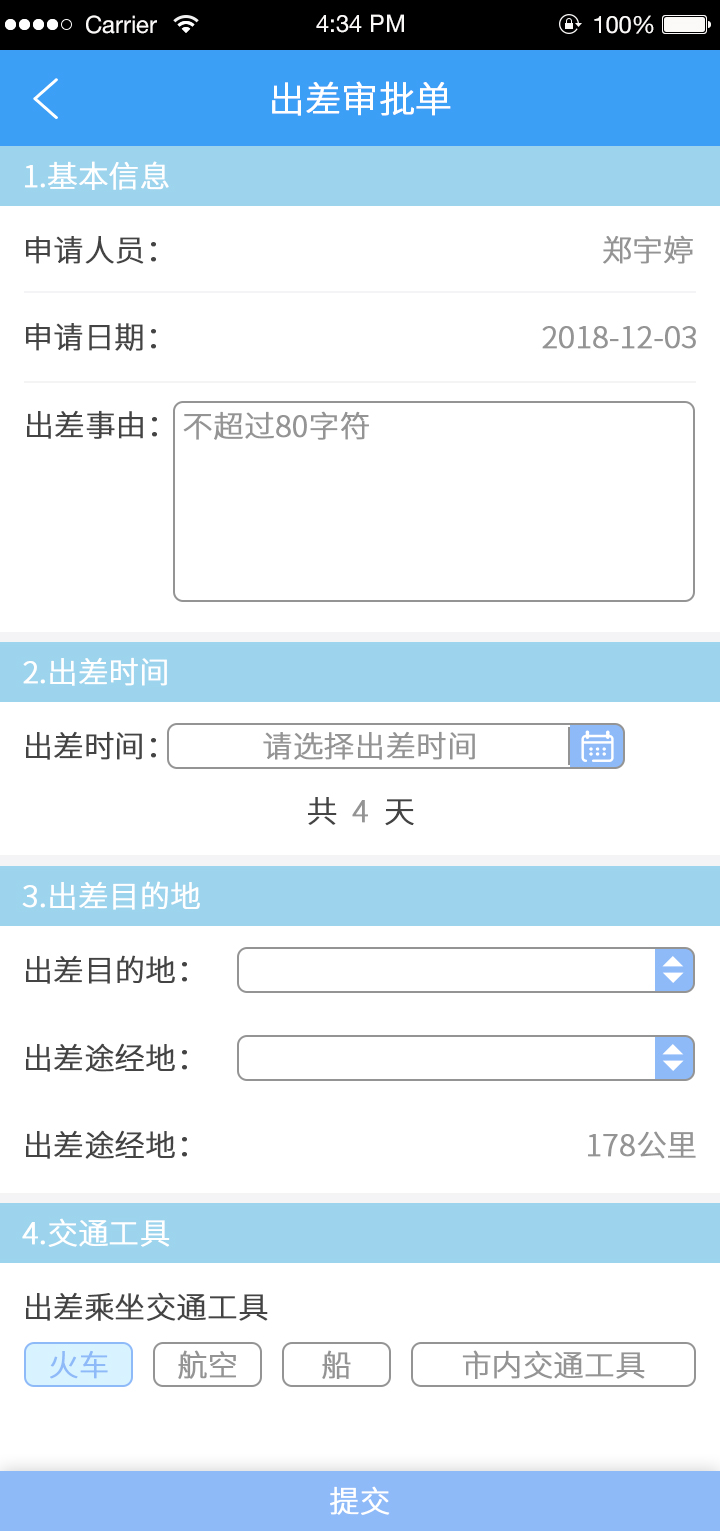 Carrier 4:34 PM 100%
出差审批单
1.基本信息
申请人员： 郑宇婷
申请日期： 2018-12-03
出差事由： 不超过80字符
2.出差时间
出差时间： 请选择出差时间
共 4 天
3.出差目的地
出差目的地：
出差途经地：
出差途经地： 178公里
4.交通工具
出差乘坐交通工具
火车 航空 船 市内交通工具
提交